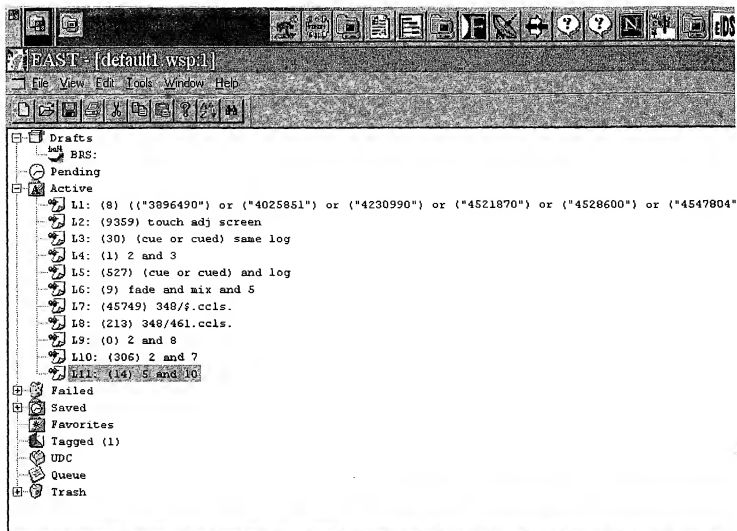 EAST - [default1.wsp:1]
File View Edit Tools Window Help
Drafts
BRS:
Pending
Active
L1: (8) (("3896490") or ("4025851") or ("4230990") or ("4521870") or ("4528600") or ("4547804"
L2: (9359) touch adj screen
L3: (30) (cue or cued) same log
L4: (1) 2 and 3
L5: (527) (cue or cued) and log
L6: (9) fade and mix and 5
L7: (45749) 348/$.ccls.
L8: (213) 348/461.ccls.
L9: (0) 2 and 8
L10: (306) 2 and 7
L11: (14) 5 and 10
Failed
Saved
Favorites
Tagged (1)
UDC
Queue
Trash